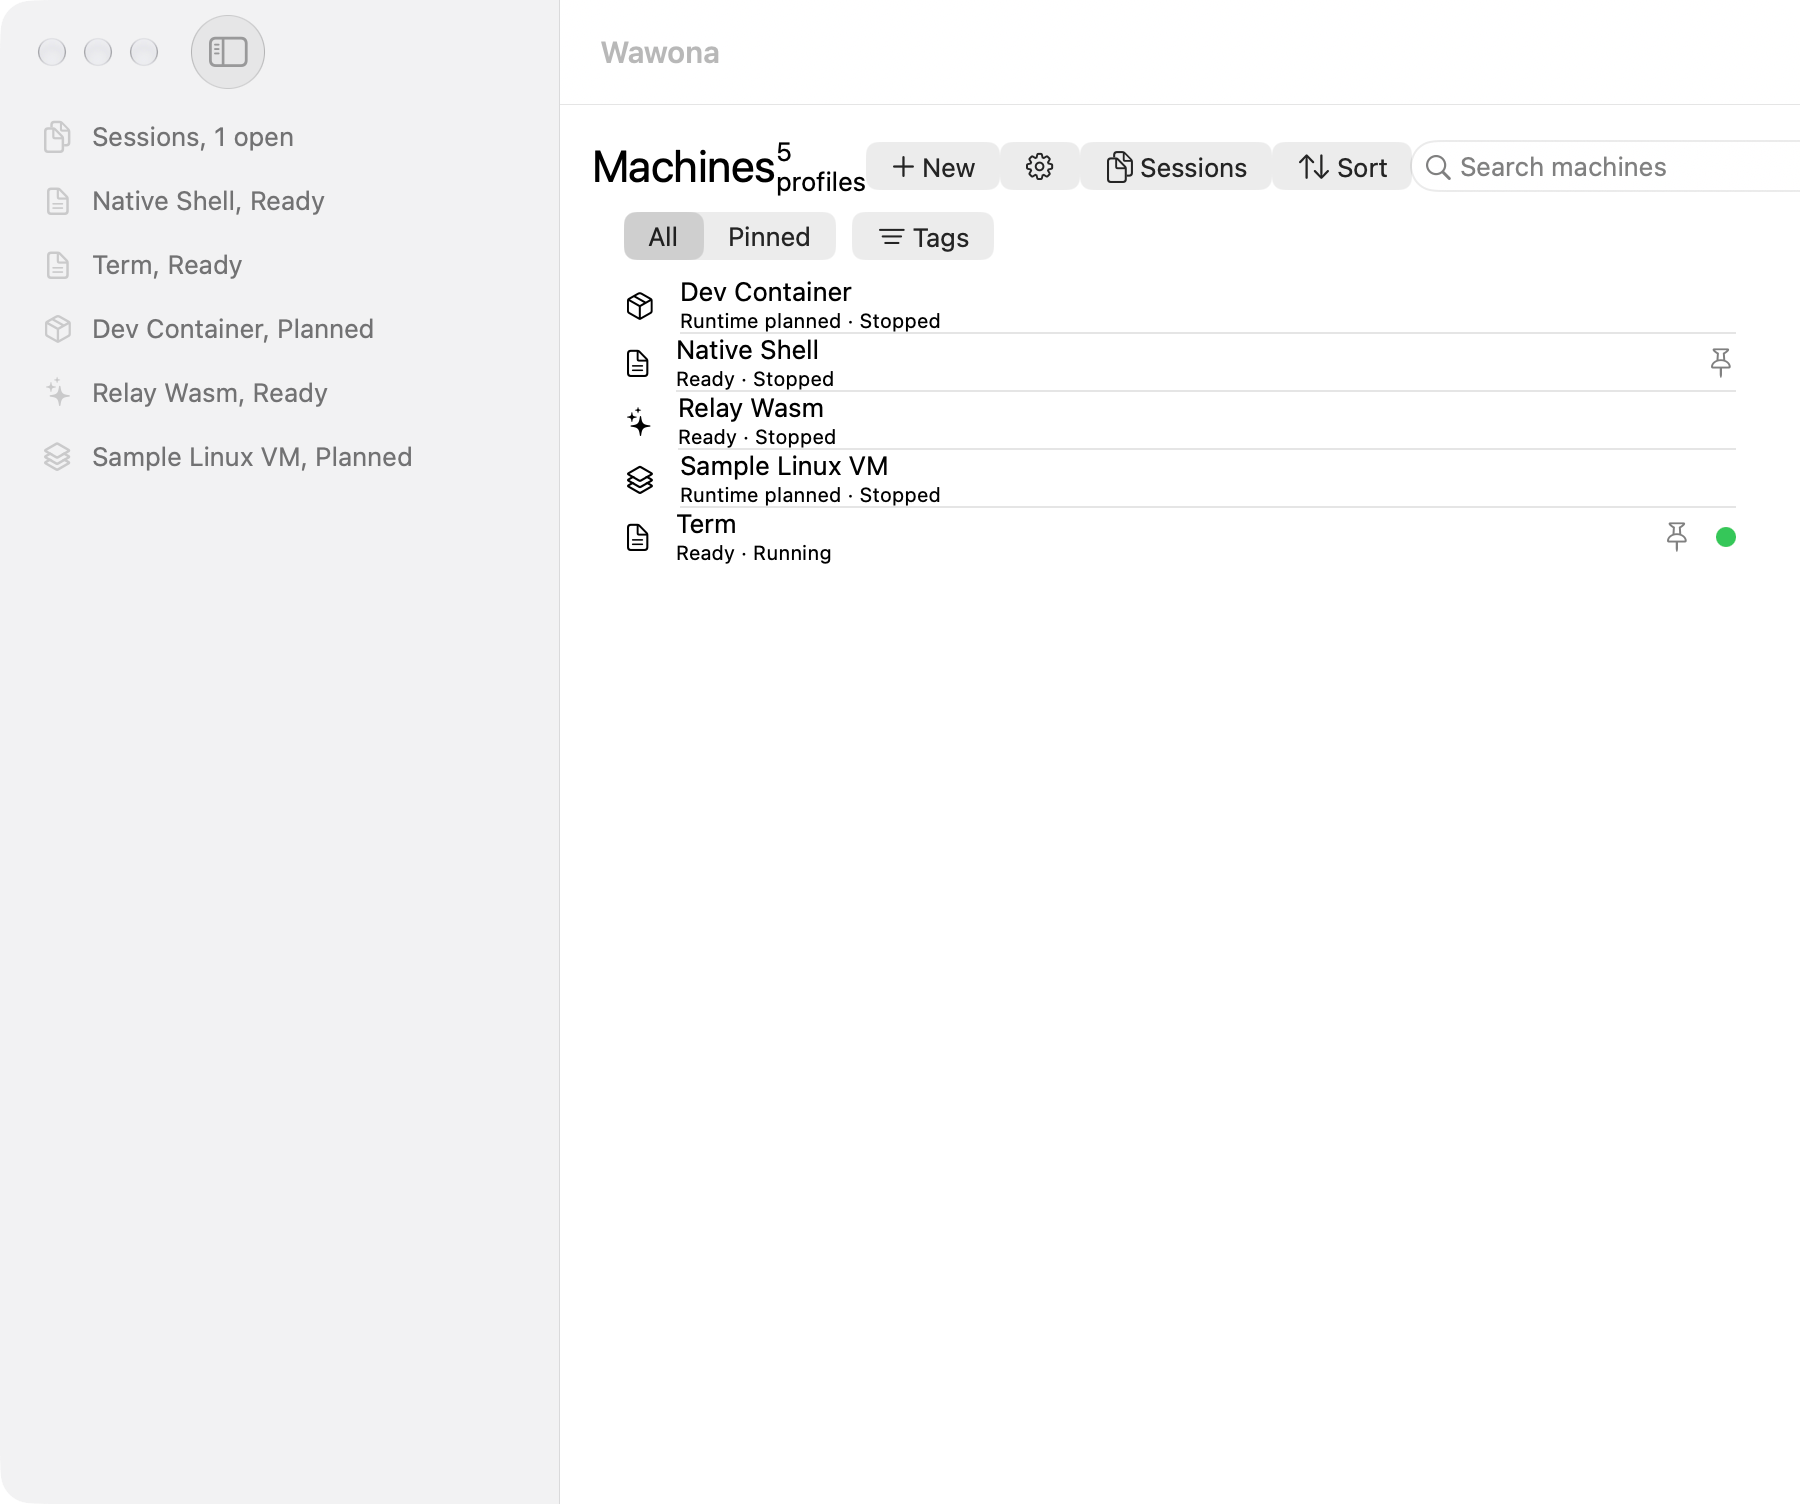 Wawona
Sessions, 1 open
Native Shell, Ready
Term, Ready
Dev Container, Planned
Relay Wasm, Ready
Sample Linux VM, Planned
Machines
5
profiles
New
Sessions
Sort
Search machines
All
Pinned
Tags
Dev Container
Runtime planned · Stopped
Native Shell
Ready · Stopped
Relay Wasm
Ready · Stopped
Sample Linux VM
Runtime planned · Stopped
Term
Ready · Running